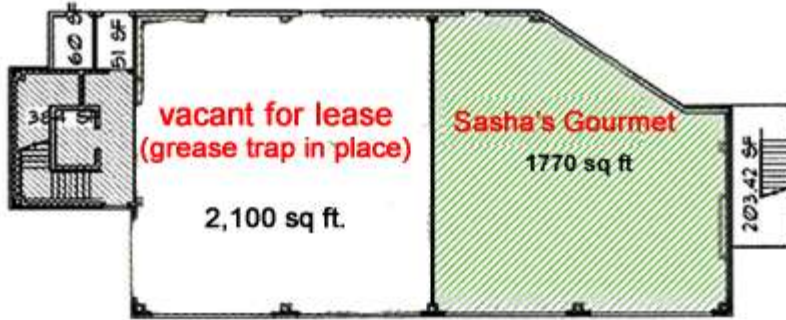 60 SF
51 SF
384 SF
vacant for lease
(grease trap in place)
2,100 sq ft.
Sasha's Gourmet
1770 sq ft
203.42 SF